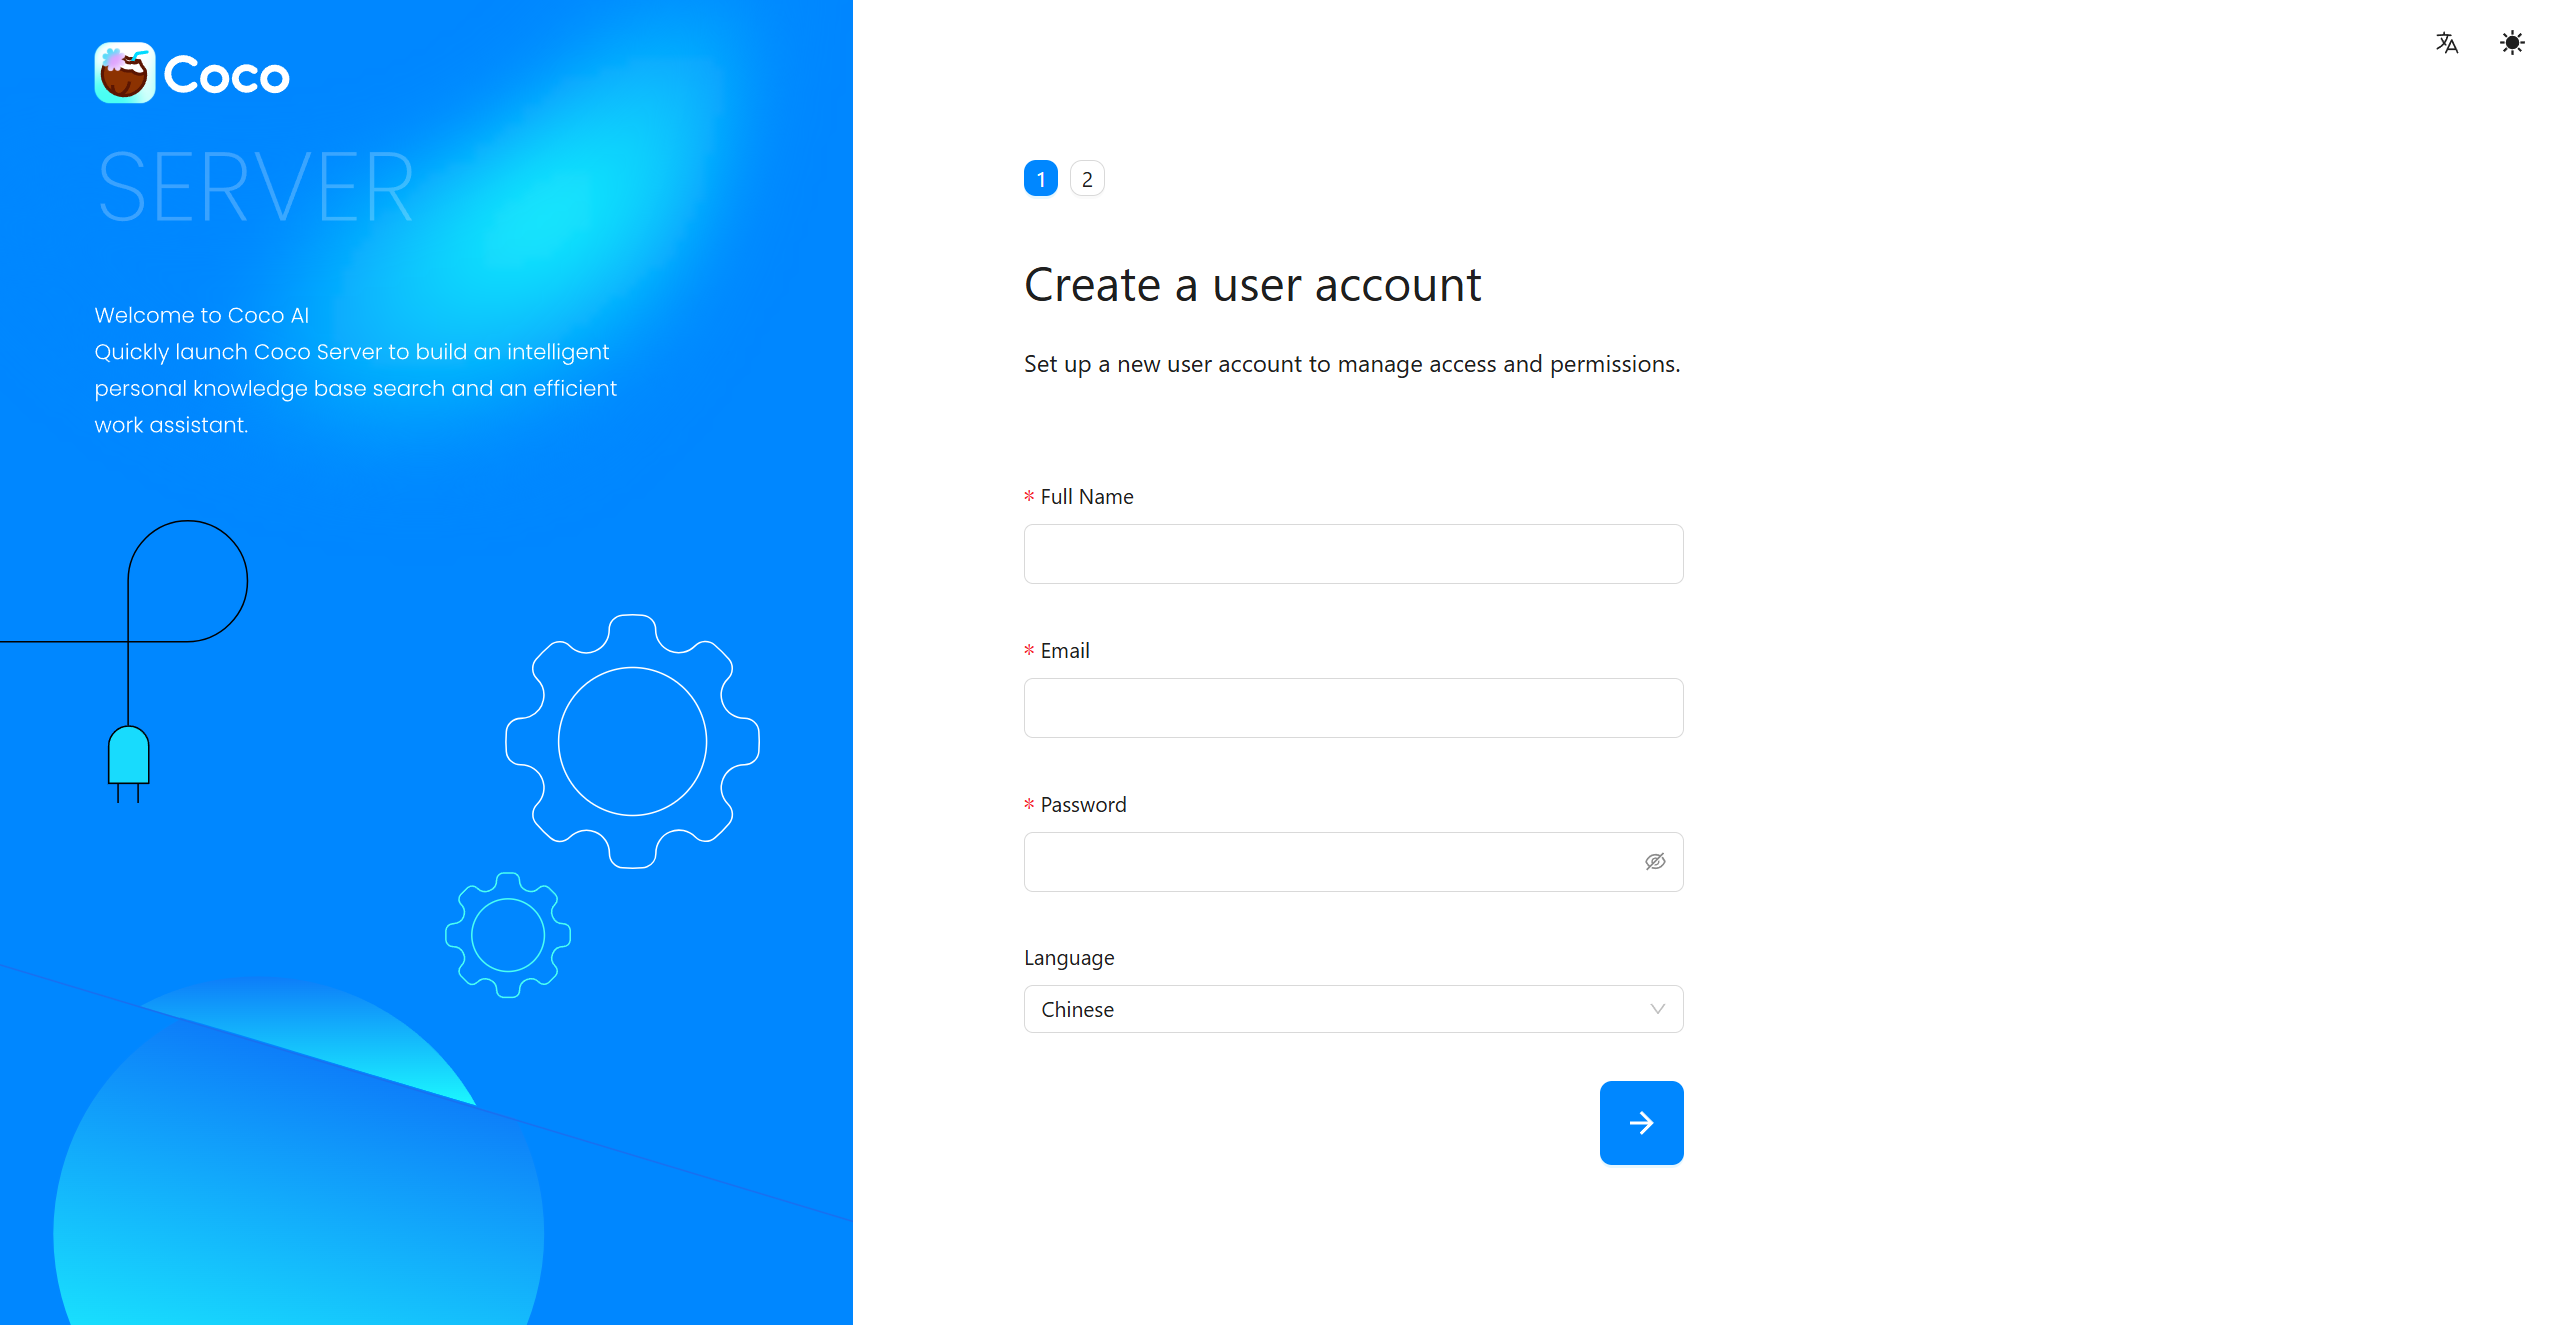 Coco
SERVER
Welcome to Coco AI
Quickly launch Coco Server to build an intelligent
personal knowledge base search and an efficient
work assistant.
1 2
Create a user account
Set up a new user account to manage access and permissions.
* Full Name
* Email
* Password
Language
Chinese